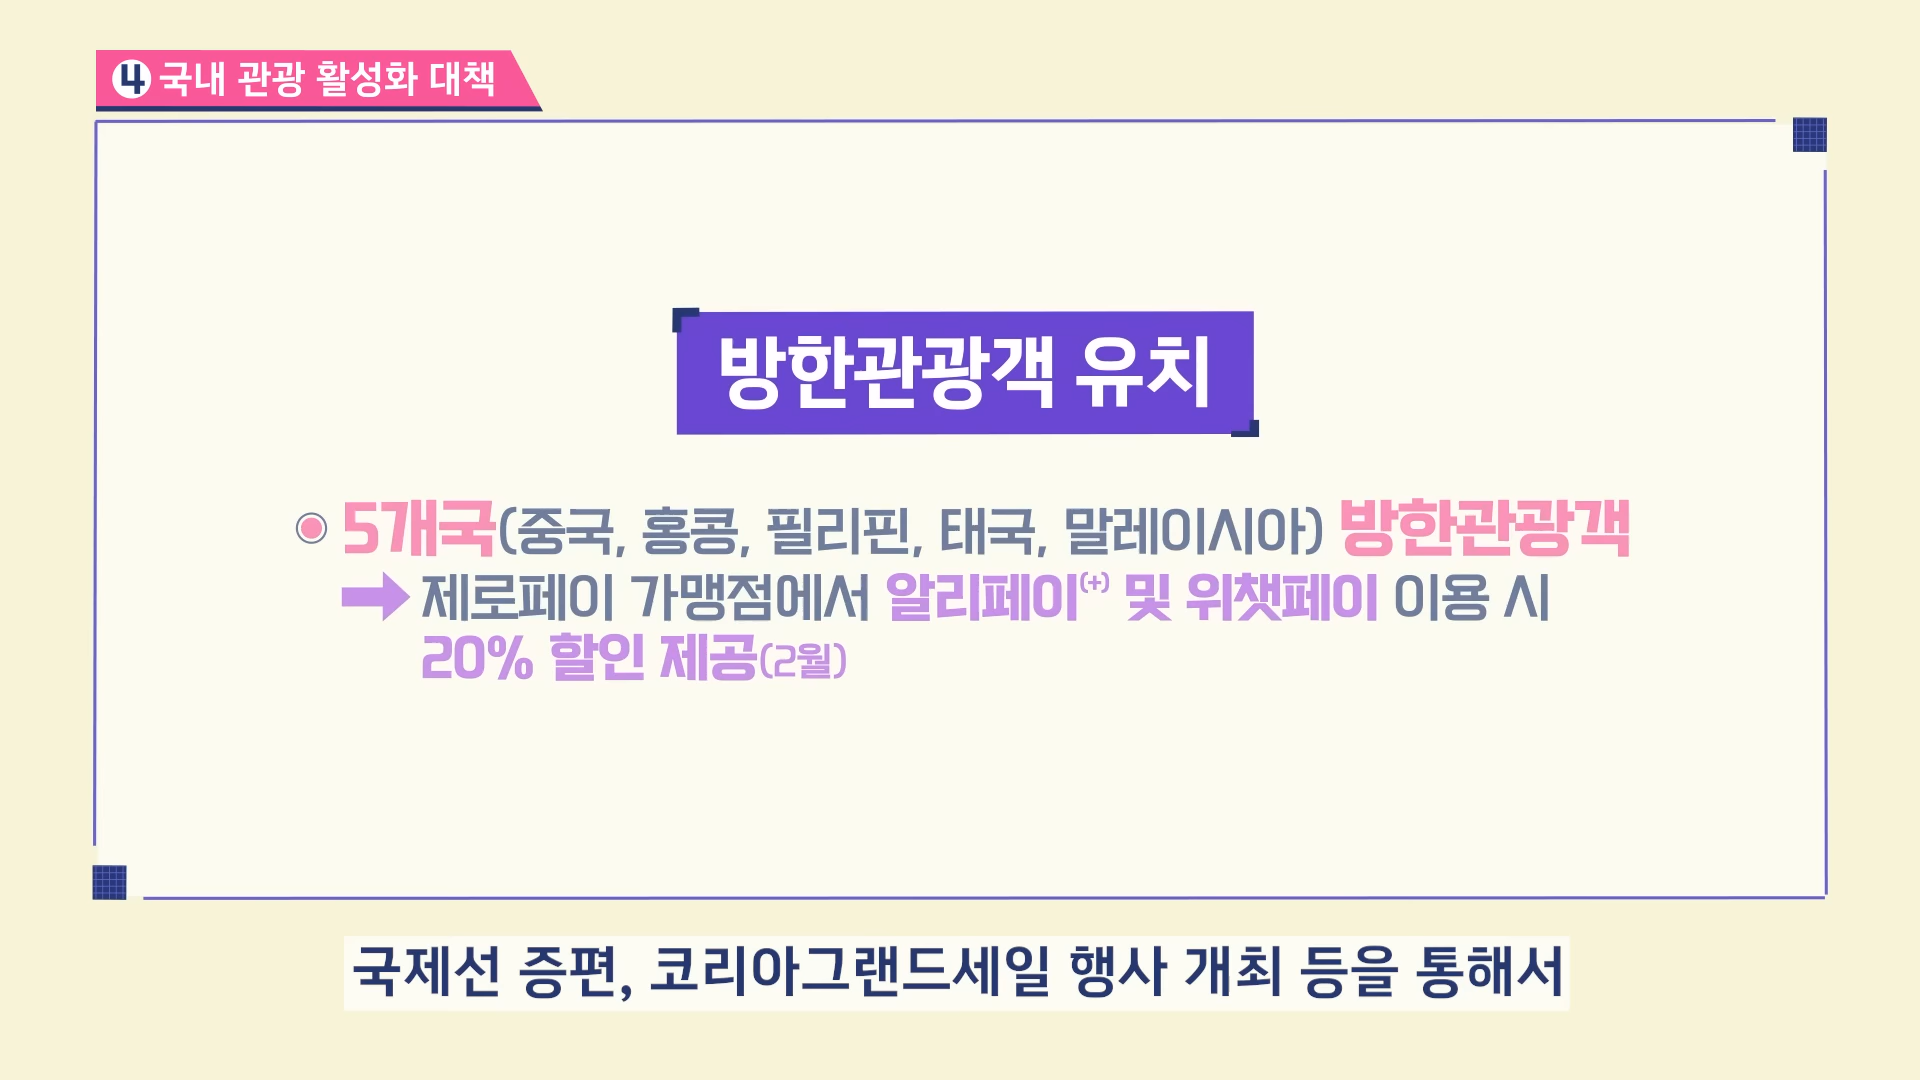 4 국내 관광 활성화 대책
방한관광객 유치
5개국(중국, 홍콩, 필리핀, 태국, 말레이시아) 방한관광객
제로페이 가맹점에서 알리페이(+) 및 위챗페이 이용 시
20% 할인 제공(2월)
국제선 증편, 코리아그랜드세일 행사 개최 등을 통해서